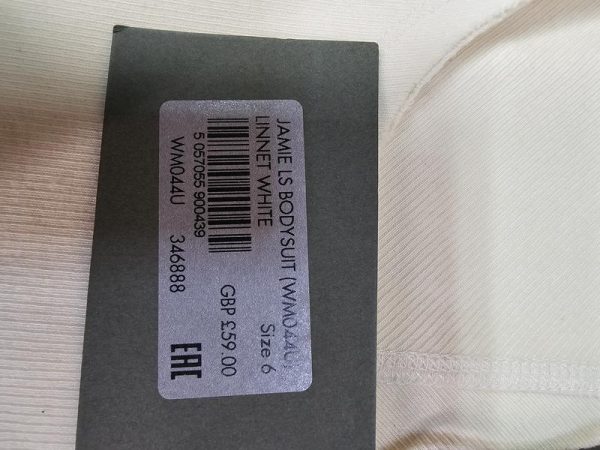 JAMIE LS BODYSUIT (WM044U)
LINNET WHITE
Size 6
5 057055 900439
GBP £59.00
WM044U 346888
EAC